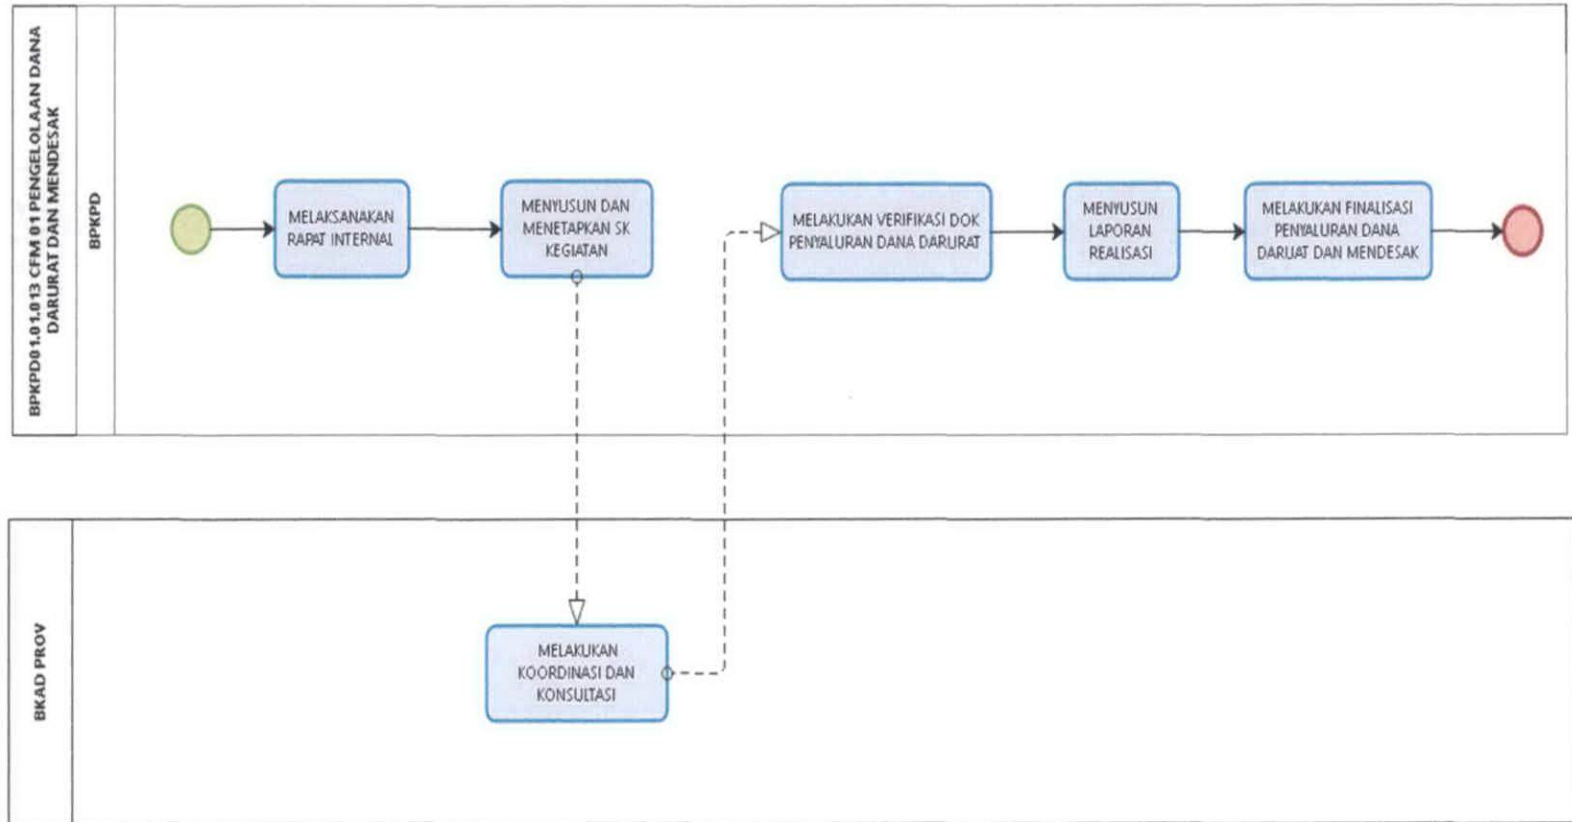 BPKPD01.01.013 CFM 01 PENGELOLAAN DANA
DARURAT DAN MENDESAK
BPKPD
MELAKSANAKAN
RAPAT INTERNAL
MENYUSUN DAN
MENETAPKAN SK
KEGIATAN
MELAKUKAN VERIFIKASI DOK
PENYALURAN DANA DARURAT
MENYUSUN
LAPORAN
REALISASI
MELAKUKAN FINALISASI
PENYALURAN DANA
DARUAT DAN MENDESAK
BKAD PROV
MELAKUKAN
KOORDINASI DAN
KONSULTASI